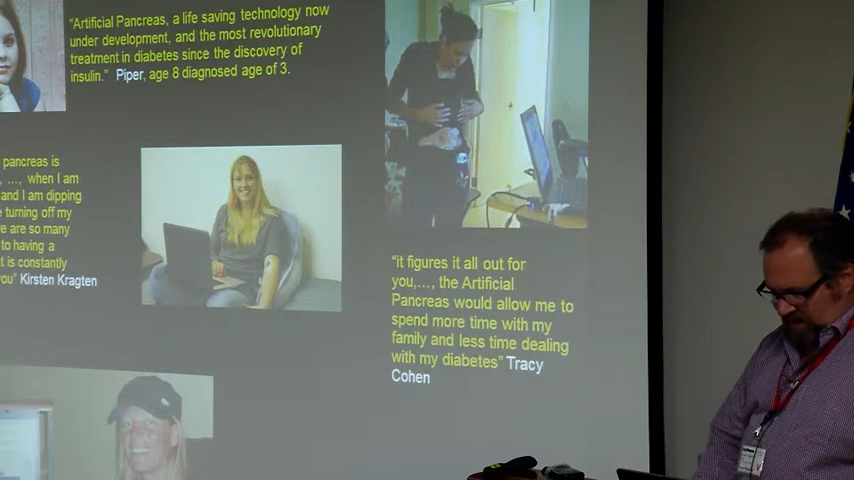 “Artificial Pancreas, a life saving technology now
under development, and the most revolutionary
treatment in diabetes since the discovery of
insulin.” Piper, age 8 diagnosed age of 3.
pancreas is
, …, when I am
and I am dipping
turning off my
re are so many
to having a
t is constantly
you” Kirsten Kragten
“it figures it all out for
you,…, the Artificial
Pancreas would allow me to
spend more time with my
family and less time dealing
with my diabetes” Tracy
Cohen